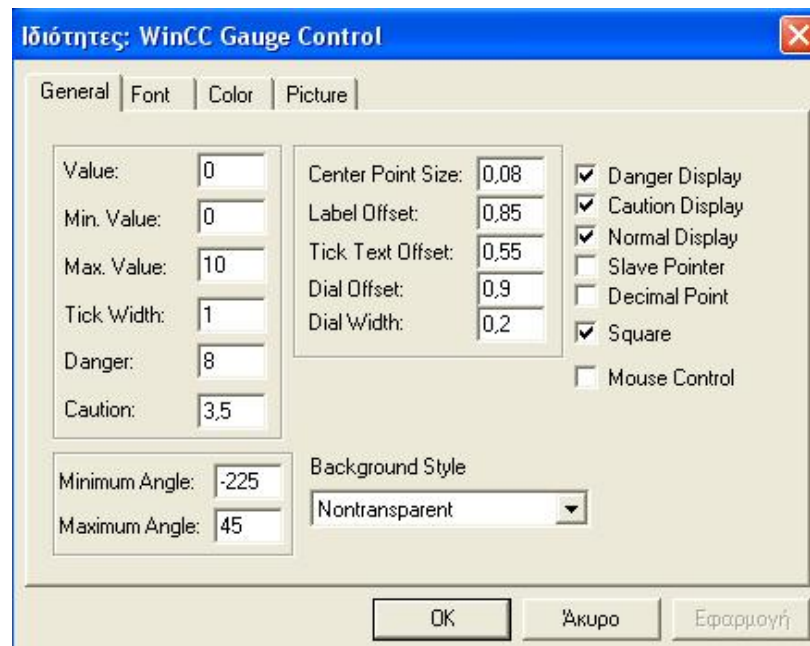 Ιδιότητες: WinCC Gauge Control
General Font Color Picture
Value: 0
Min. Value: 0
Max. Value: 10
Tick Width: 1
Danger: 8
Caution: 3,5
Center Point Size: 0,08
Label Offset: 0,85
Tick Text Offset: 0,55
Dial Offset: 0,9
Dial Width: 0,2
Danger Display
Caution Display
Normal Display
Slave Pointer
Decimal Point
Square
Mouse Control
Minimum Angle: -225
Maximum Angle: 45
Background Style
Nontransparent
OK Άκυρο Εφαρμογή